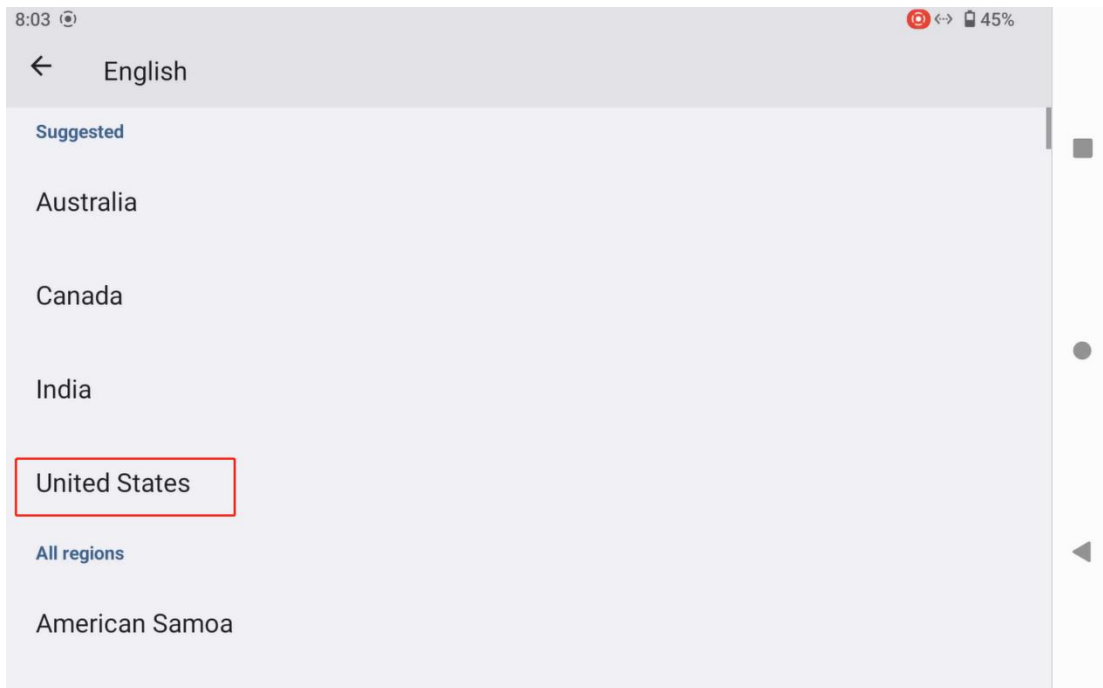 8:03
45%
English
Suggested
Australia
Canada
India
United States
All regions
American Samoa